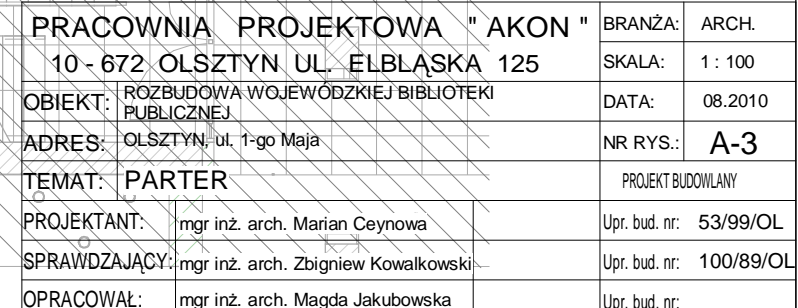 PRACOWNIA PROJEKTOWA " AKON " BRANŻA: ARCH.
10 - 672 OLSZTYN UL. ELBLĄSKA 125 SKALA: 1 : 100
OBIEKT: ROZBUDOWA WOJEWÓDZKIEJ BIBLIOTEKI
PUBLICZNEJ
DATA: 08.2010
ADRES: OLSZTYN, ul. 1-go Maja NR RYS.: A-3
TEMAT: PARTER PROJEKT BUDOWLANY
PROJEKTANT: mgr inż. arch. Marian Ceynowa Upr. bud. nr: 53/99/OL
SPRAWDZAJĄCY: mgr inż. arch. Zbigniew Kowalkowski Upr. bud. nr: 100/89/OL
OPRACOWAŁ: mgr inż. arch. Magda Jakubowska Upr. bud. nr: